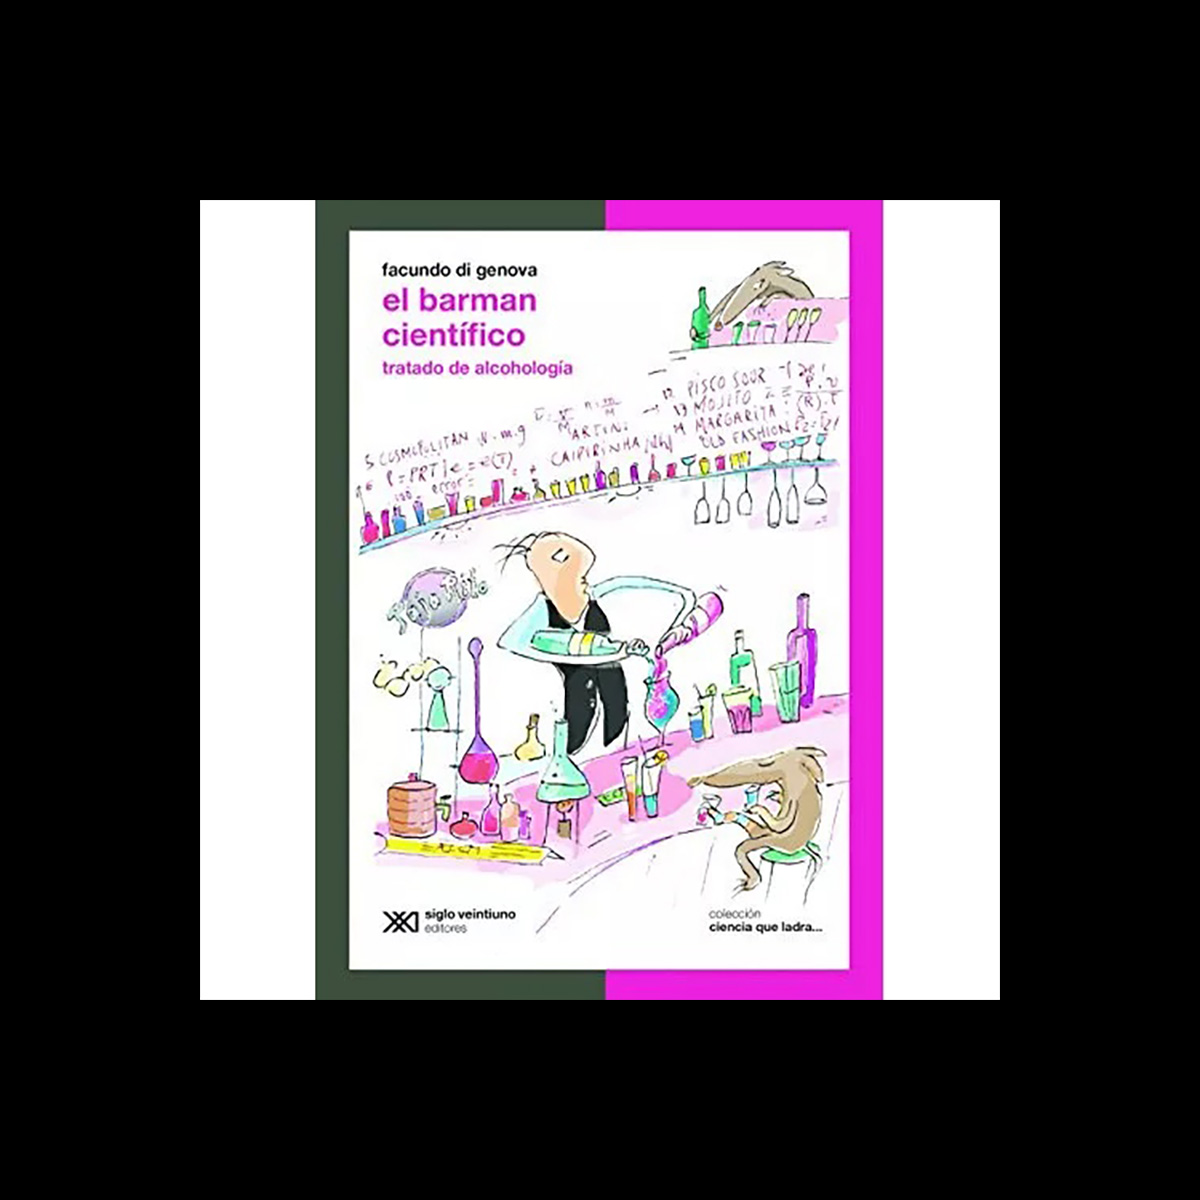 facundo di genova
el barman
científico
tratado de alcohología
PISCO SOUR
MOJITO
MARGARITA
OLD FASHION
MARTINI
CAIPIRINHA
COSMOPOLITAN N = m.g
error =
siglo veintiuno
editores
colección
ciencia que ladra...